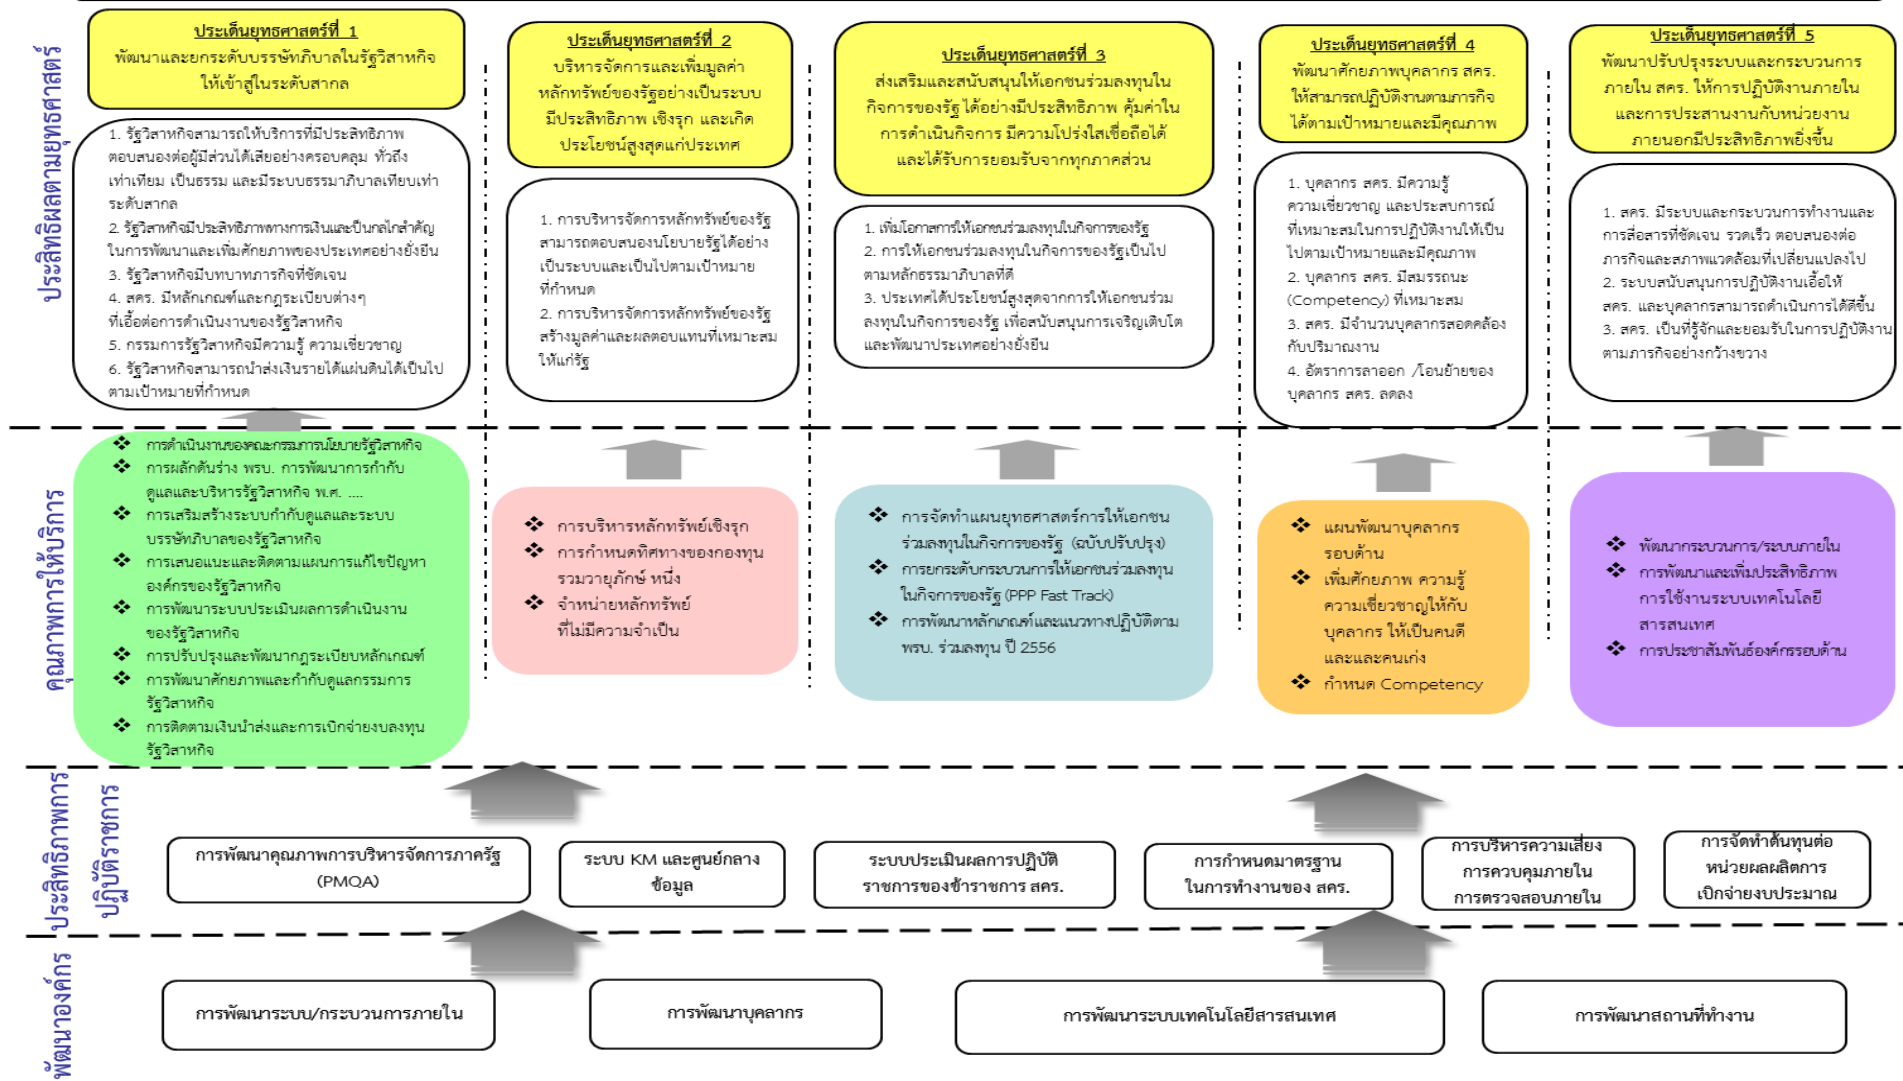 ประสิทธิผลตามยุทธศาสตร์
ประเด็นยุทธศาสตร์ที่ 1
พัฒนาและยกระดับบรรษัทภิบาลในรัฐวิสาหกิจ
ให้เข้าสู่ในระดับสากล
ประเด็นยุทธศาสตร์ที่ 2
บริหารจัดการและเพิ่มมูลค่า
หลักทรัพย์ของรัฐอย่างเป็นระบบ
มีประสิทธิภาพ เชิงรุก และเกิด
ประโยชน์สูงสุดแก่ประเทศ
ประเด็นยุทธศาสตร์ที่ 3
ส่งเสริมและสนับสนุนให้เอกชนร่วมลงทุนใน
กิจการของรัฐ ได้อย่างมีประสิทธิภาพ คุ้มค่าใน
การดำเนินกิจการ มีความโปร่งใสเชื่อถือได้
และได้รับการยอมรับจากทุกภาคส่วน
ประเด็นยุทธศาสตร์ที่ 4
พัฒนาศักยภาพบุคลากร สคร.
ให้สามารถปฏิบัติงานตามภารกิจ
ได้ตามเป้าหมายและมีคุณภาพ
ประเด็นยุทธศาสตร์ที่ 5
พัฒนาปรับปรุงระบบและกระบวนการ
ภายใน สคร. ให้การปฏิบัติงานภายใน
และการประสานงานกับหน่วยงาน
ภายนอกมีประสิทธิภาพยิ่งขึ้น
1. รัฐวิสาหกิจสามารถให้บริการที่มีประสิทธิภาพ
ตอบสนองต่อผู้มีส่วนได้เสียอย่างครอบคลุม ทั่วถึง
เท่าเทียม เป็นธรรม และมีระบบธรรมาภิบาลเทียบเท่า
ระดับสากล
2. รัฐวิสาหกิจมีประสิทธิภาพทางการเงินและเป็นกลไกสำคัญ
ในการพัฒนาและเพิ่มศักยภาพของประเทศอย่างยั่งยืน
3. รัฐวิสาหกิจมีบทบาทภารกิจที่ชัดเจน
4. สคร. มีหลักเกณฑ์และกฎระเบียบต่างๆ
ที่เอื้อต่อการดำเนินงานของรัฐวิสาหกิจ
5. กรรมการรัฐวิสาหกิจมีความรู้ ความเชี่ยวชาญ
6. รัฐวิสาหกิจสามารถนำส่งเงินรายได้แผ่นดินได้เป็นไป
ตามเป้าหมายที่กำหนด
1. การบริหารจัดการหลักทรัพย์ของรัฐ
สามารถตอบสนองนโยบายรัฐได้อย่าง
เป็นระบบและเป็นไปตามเป้าหมาย
ที่กำหนด
2. การบริหารจัดการหลักทรัพย์ของรัฐ
สร้างมูลค่าและผลตอบแทนที่เหมาะสม
ให้แก่รัฐ
1. เพิ่มโอกาสการให้เอกชนร่วมลงทุนในกิจการของรัฐ
2. การให้เอกชนร่วมลงทุนในกิจการของรัฐเป็นไป
ตามหลักธรรมาภิบาลที่ดี
3. ประเทศได้ประโยชน์สูงสุดจากการให้เอกชนร่วม
ลงทุนในกิจการของรัฐ เพื่อสนับสนุนการเจริญเติบโต
และพัฒนาประเทศอย่างยั่งยืน
1. บุคลากร สคร. มีความรู้
ความเชี่ยวชาญ และประสบการณ์
ที่เหมาะสมในการปฏิบัติงานให้เป็น
ไปตามเป้าหมายและมีคุณภาพ
2. บุคลากร สคร. มีสมรรถนะ
(Competency) ที่เหมาะสม
3. สคร. มีจำนวนบุคลากรสอดคล้อง
กับปริมาณงาน
4. อัตราการลาออก /โอนย้ายของ
บุคลากร สคร. ลดลง
1. สคร. มีระบบและกระบวนการทำงานและ
การสื่อสารที่ชัดเจน รวดเร็ว ตอบสนองต่อ
ภารกิจและสภาพแวดล้อมที่เปลี่ยนแปลงไป
2. ระบบสนับสนุนการปฏิบัติงานเอื้อให้
สคร. และบุคลากรสามารถดำเนินการได้ดีขึ้น
3. สคร. เป็นที่รู้จักและยอมรับในการปฏิบัติงาน
ตามภารกิจอย่างกว้างขวาง
คุณภาพการให้บริการ
❖ การดำเนินงานของคณะกรรมการนโยบายรัฐวิสาหกิจ
❖ การผลักดันร่าง พรบ. การพัฒนาการกำกับ
ดูแลและบริหารรัฐวิสาหกิจ พ.ศ. ....
❖ การเสริมสร้างระบบกำกับดูแลและระบบ
บรรษัทภิบาลของรัฐวิสาหกิจ
❖ การเสนอแนะและติดตามแผนการแก้ไขปัญหา
องค์กรของรัฐวิสาหกิจ
❖ การพัฒนาระบบประเมินผลการดำเนินงาน
ของรัฐวิสาหกิจ
❖ การปรับปรุงและพัฒนากฎระเบียบหลักเกณฑ์
❖ การพัฒนาศักยภาพและกำกับดูแลกรรมการ
รัฐวิสาหกิจ
❖ การติดตามเงินนำส่งและการเบิกจ่ายงบลงทุน
รัฐวิสาหกิจ
❖ การบริหารหลักทรัพย์เชิงรุก
❖ การกำหนดทิศทางของกองทุน
รวมวายุภักษ์ หนึ่ง
❖ จำหน่ายหลักทรัพย์
ที่ไม่มีความจำเป็น
❖ การจัดทำแผนยุทธศาสตร์การให้เอกชน
ร่วมลงทุนในกิจการของรัฐ (ฉบับปรับปรุง)
❖ การยกระดับกระบวนการให้เอกชนร่วมลงทุน
ในกิจการของรัฐ (PPP Fast Track)
❖ การพัฒนาหลักเกณฑ์และแนวทางปฏิบัติตาม
พรบ. ร่วมลงทุน ปี 2556
❖ แผนพัฒนาบุคลากร
รอบด้าน
❖ เพิ่มศักยภาพ ความรู้
ความเชี่ยวชาญให้กับ
บุคลากร ให้เป็นคนดี
และและคนเก่ง
❖ กำหนด Competency
❖ พัฒนากระบวนการ/ระบบภายใน
❖ การพัฒนาและเพิ่มประสิทธิภาพ
การใช้งานระบบเทคโนโลยี
สารสนเทศ
❖ การประชาสัมพันธ์องค์กรรอบด้าน
ประสิทธิภาพการ
ปฏิบัติราชการ
การพัฒนาคุณภาพการบริหารจัดการภาครัฐ
(PMQA)
ระบบ KM และศูนย์กลาง
ข้อมูล
ระบบประเมินผลการปฏิบัติ
ราชการของข้าราชการ สคร.
การกำหนดมาตรฐาน
ในการทำงานของ สคร.
การบริหารความเสี่ยง
การควบคุมภายใน
การตรวจสอบภายใน
การจัดทำต้นทุนต่อ
หน่วยผลผลิตการ
เบิกจ่ายงบประมาณ
พัฒนาองค์กร
การพัฒนาระบบ/กระบวนการภายใน
การพัฒนาบุคลากร
การพัฒนาระบบเทคโนโลยีสารสนเทศ
การพัฒนาสถานที่ทำงาน